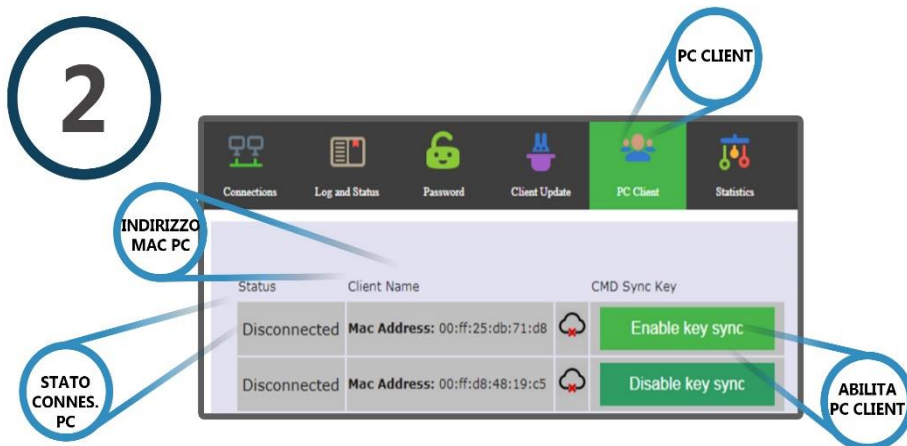 2
PC CLIENT
Connections
Log and Status
Password
Client Update
PC Client
Statistics
INDIRIZZO
MAC PC
Status
Client Name
CMD Sync Key
Disconnected
Mac Address: 00:ff:25:db:71:d8
Enable key sync
Disconnected
Mac Address: 00:ff:d8:48:19:c5
Disable key sync
STATO
CONNES.
PC
ABILITA
PC CLIENT